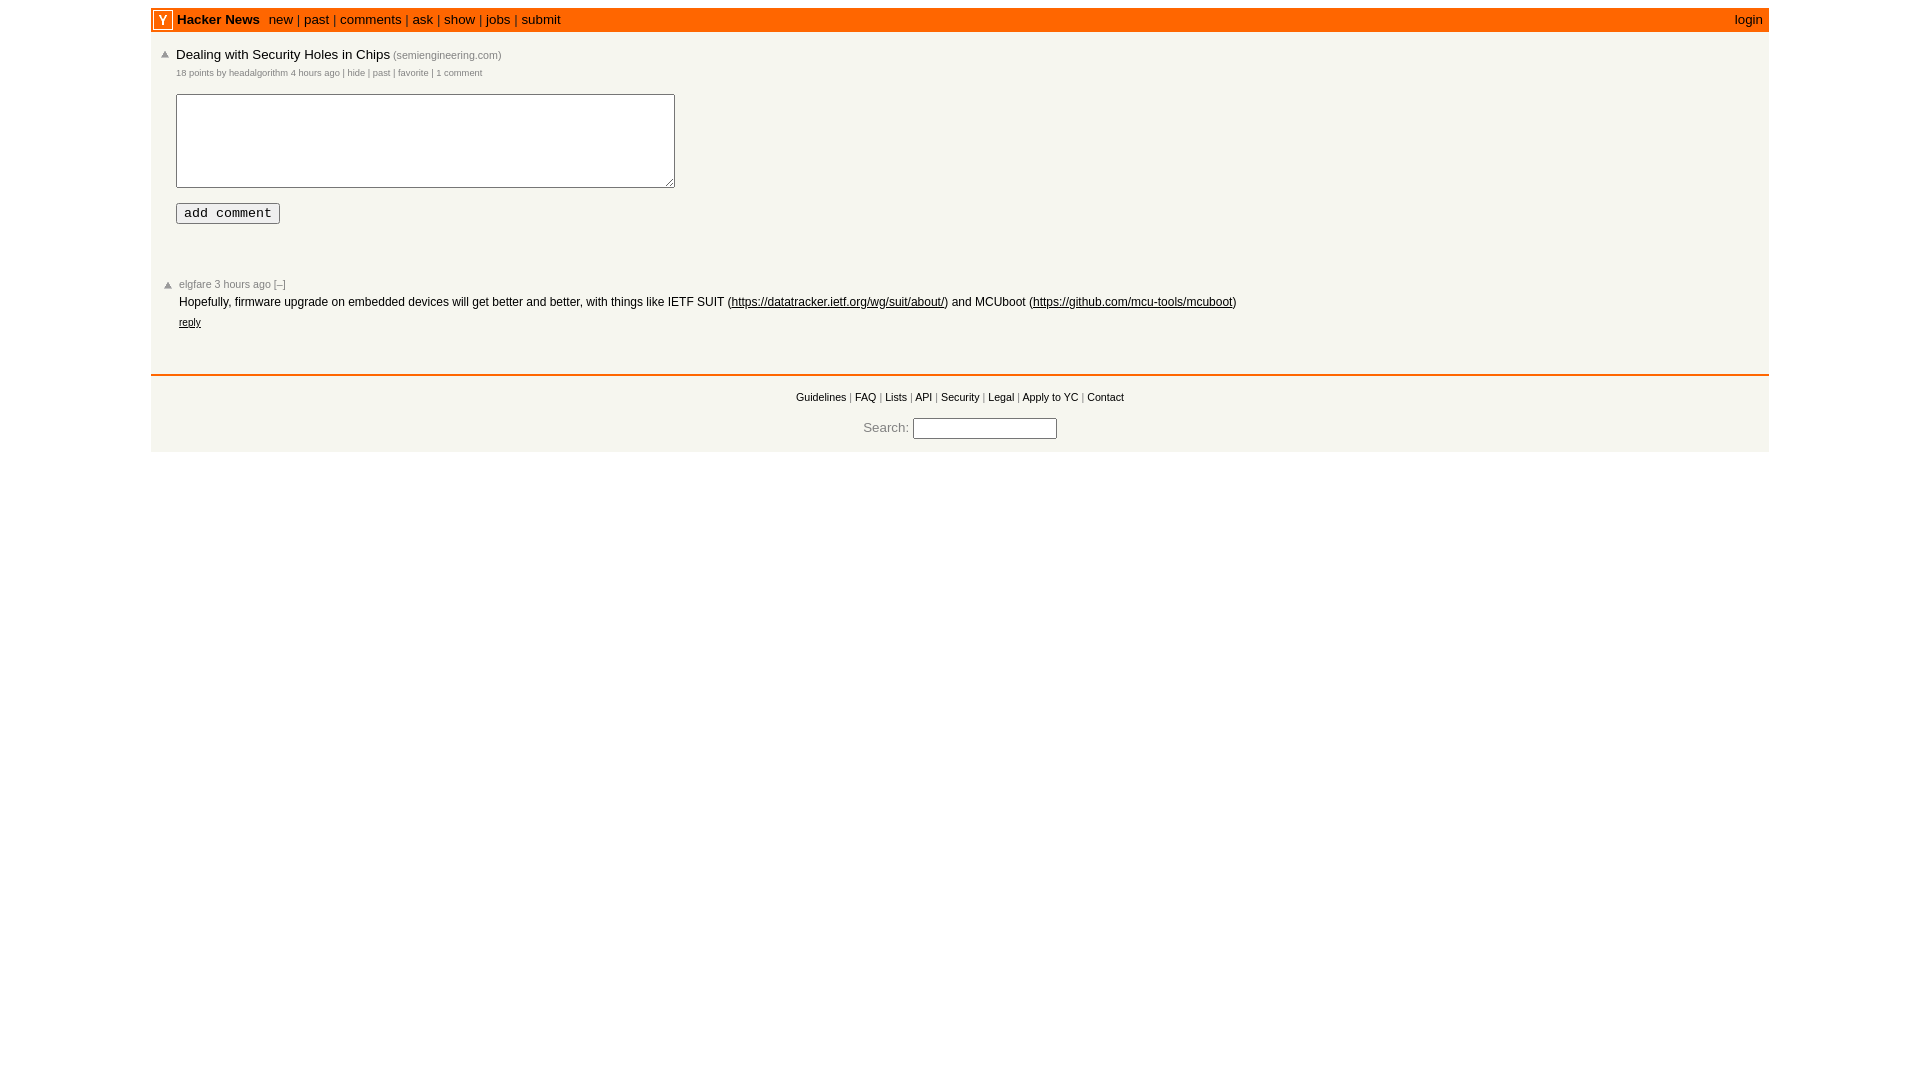 Y Hacker News new | past | comments | ask | show | jobs | submit login
Dealing with Security Holes in Chips (semiengineering.com)
18 points by headalgorithm 4 hours ago | hide | past | favorite | 1 comment
add comment
elgfare 3 hours ago [–]
Hopefully, firmware upgrade on embedded devices will get better and better, with things like IETF SUIT (https://datatracker.ietf.org/wg/suit/about/) and MCUboot (https://github.com/mcu-tools/mcuboot)
reply
Guidelines | FAQ | Lists | API | Security | Legal | Apply to YC | Contact
Search: